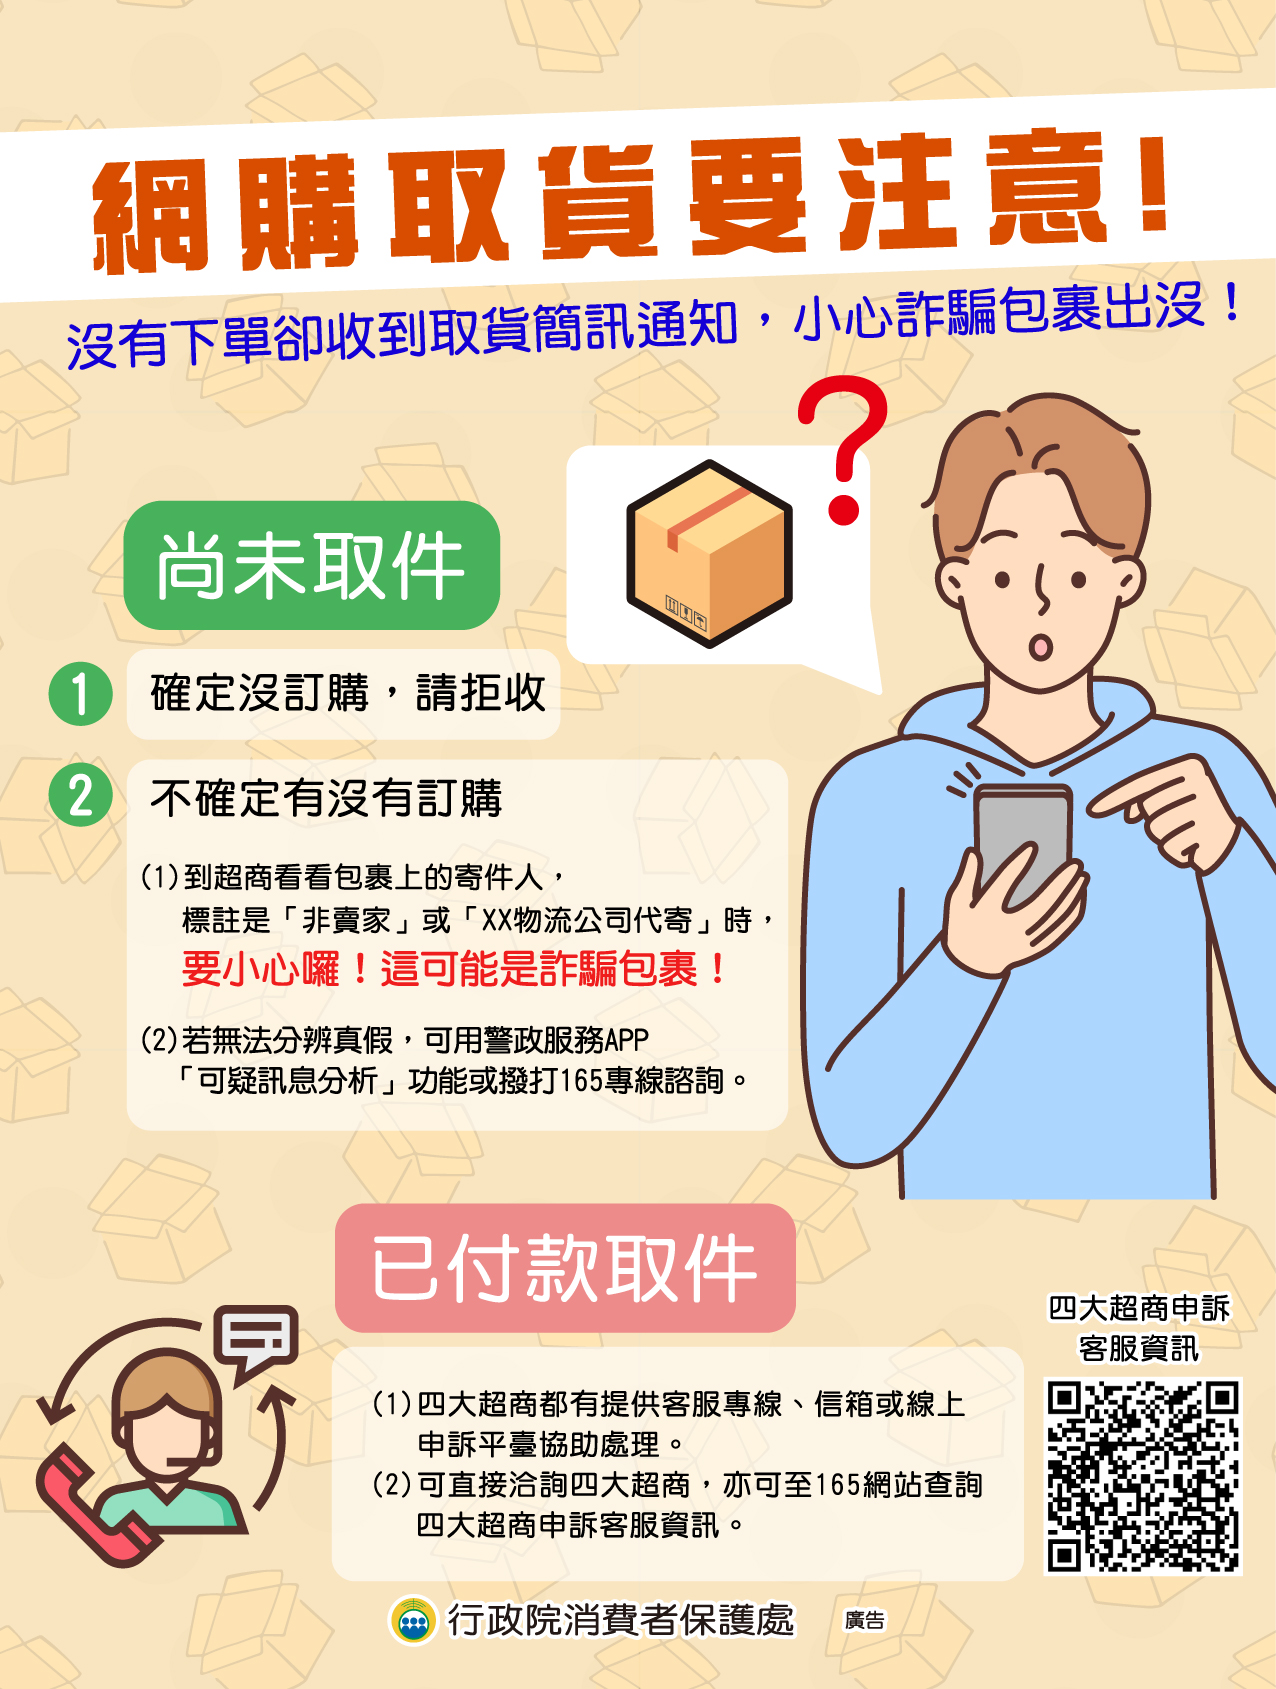 網購取貨要注意!
沒有下單卻收到取貨簡訊通知，小心詐騙包裹出沒！
?
尚未取件
1 確定沒訂購，請拒收
2 不確定有沒有訂購
(1)到超商看看包裹上的寄件人，
標註是「非賣家」或「XX物流公司代寄」時，
要小心囉！這可能是詐騙包裹！
(2)若無法分辨真假，可用警政服務APP
「可疑訊息分析」功能或撥打165專線諮詢。
已付款取件
四大超商申訴
客服資訊
(1)四大超商都有提供客服專線、信箱或線上
申訴平臺協助處理。
(2)可直接洽詢四大超商，亦可至165網站查詢
四大超商申訴客服資訊。
行政院消費者保護處 廣告